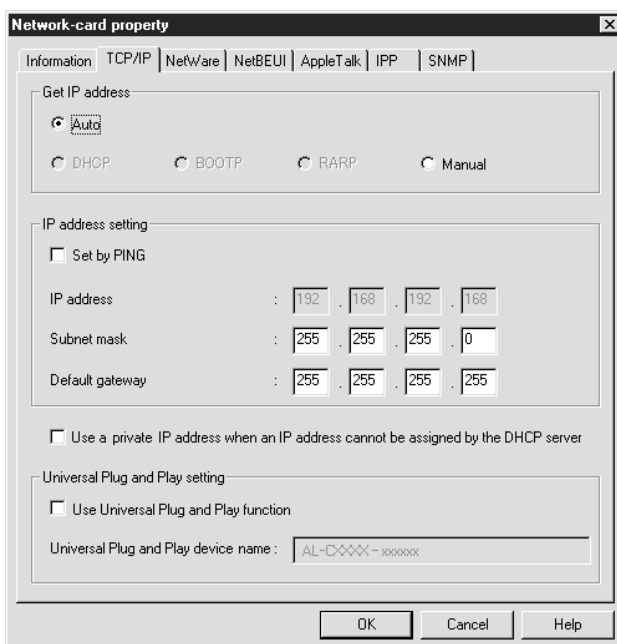 Network-card property
Information TCP/IP NetWare NetBEUI AppleTalk IPP SNMP
Get IP address
Auto
DHCP BOOTP RARP Manual
IP address setting
Set by PING
IP address : 192 . 168 . 192 . 168
Subnet mask : 255 . 255 . 255 . 0
Default gateway : 255 . 255 . 255 . 255
Use a private IP address when an IP address cannot be assigned by the DHCP server
Universal Plug and Play setting
Use Universal Plug and Play function
Universal Plug and Play device name : AL-CXXXX - xxxxxx
OK Cancel Help